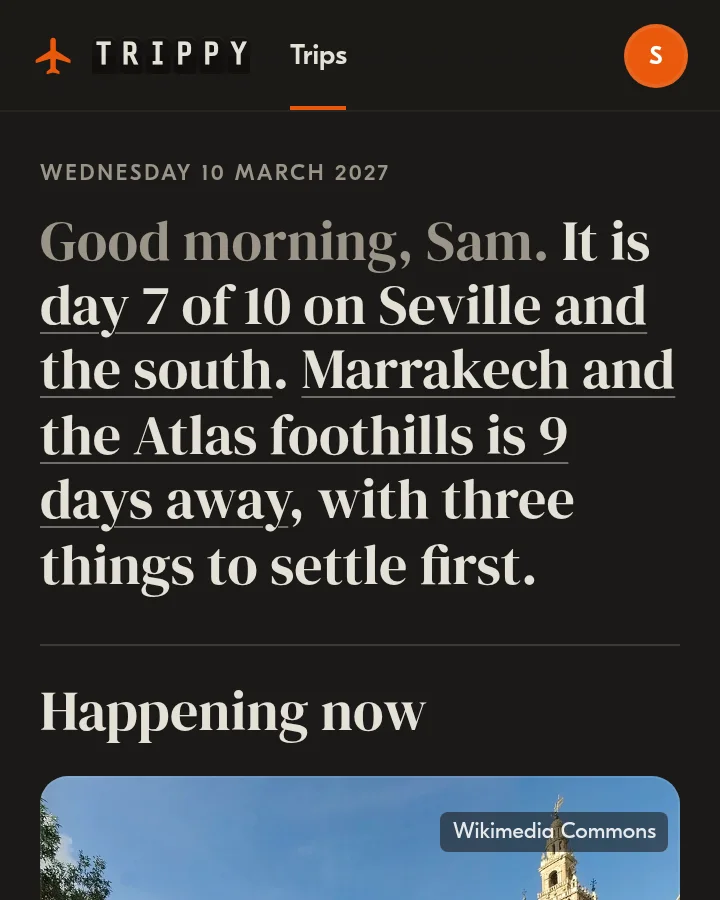 TRIPPY
Trips
S
WEDNESDAY 10 MARCH 2027
Good morning, Sam. It is
day 7 of 10 on Seville and
the south. Marrakech and
the Atlas foothills is 9
days away, with three
things to settle first.
Happening now
Wikimedia Commons